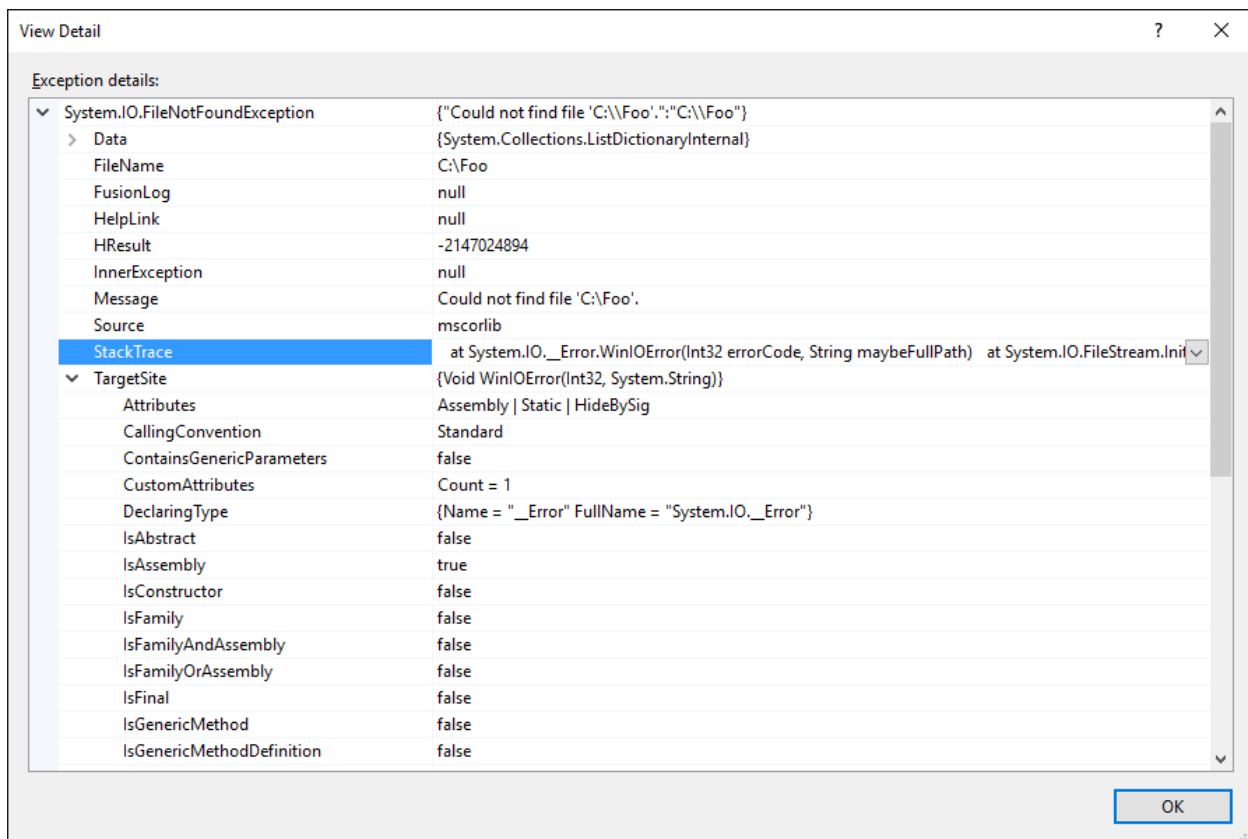 View Detail ?
Exception details:
System.IO.FileNotFoundException {"Could not find file 'C:\\Foo'.":"C:\\Foo"}
Data {System.Collections.ListDictionaryInternal}
FileName C:\Foo
FusionLog null
HelpLink null
HResult -2147024894
InnerException null
Message Could not find file 'C:\Foo'.
Source mscorlib
StackTrace at System.IO.__Error.WinIOError(Int32 errorCode, String maybeFullPath) at System.IO.FileStream.Init
TargetSite {Void WinIOError(Int32, System.String)}
Attributes Assembly | Static | HideBySig
CallingConvention Standard
ContainsGenericParameters false
CustomAttributes Count = 1
DeclaringType {Name = "__Error" FullName = "System.IO.__Error"}
IsAbstract false
IsAssembly true
IsConstructor false
IsFamily false
IsFamilyAndAssembly false
IsFamilyOrAssembly false
IsFinal false
IsGenericMethod false
IsGenericMethodDefinition false
OK